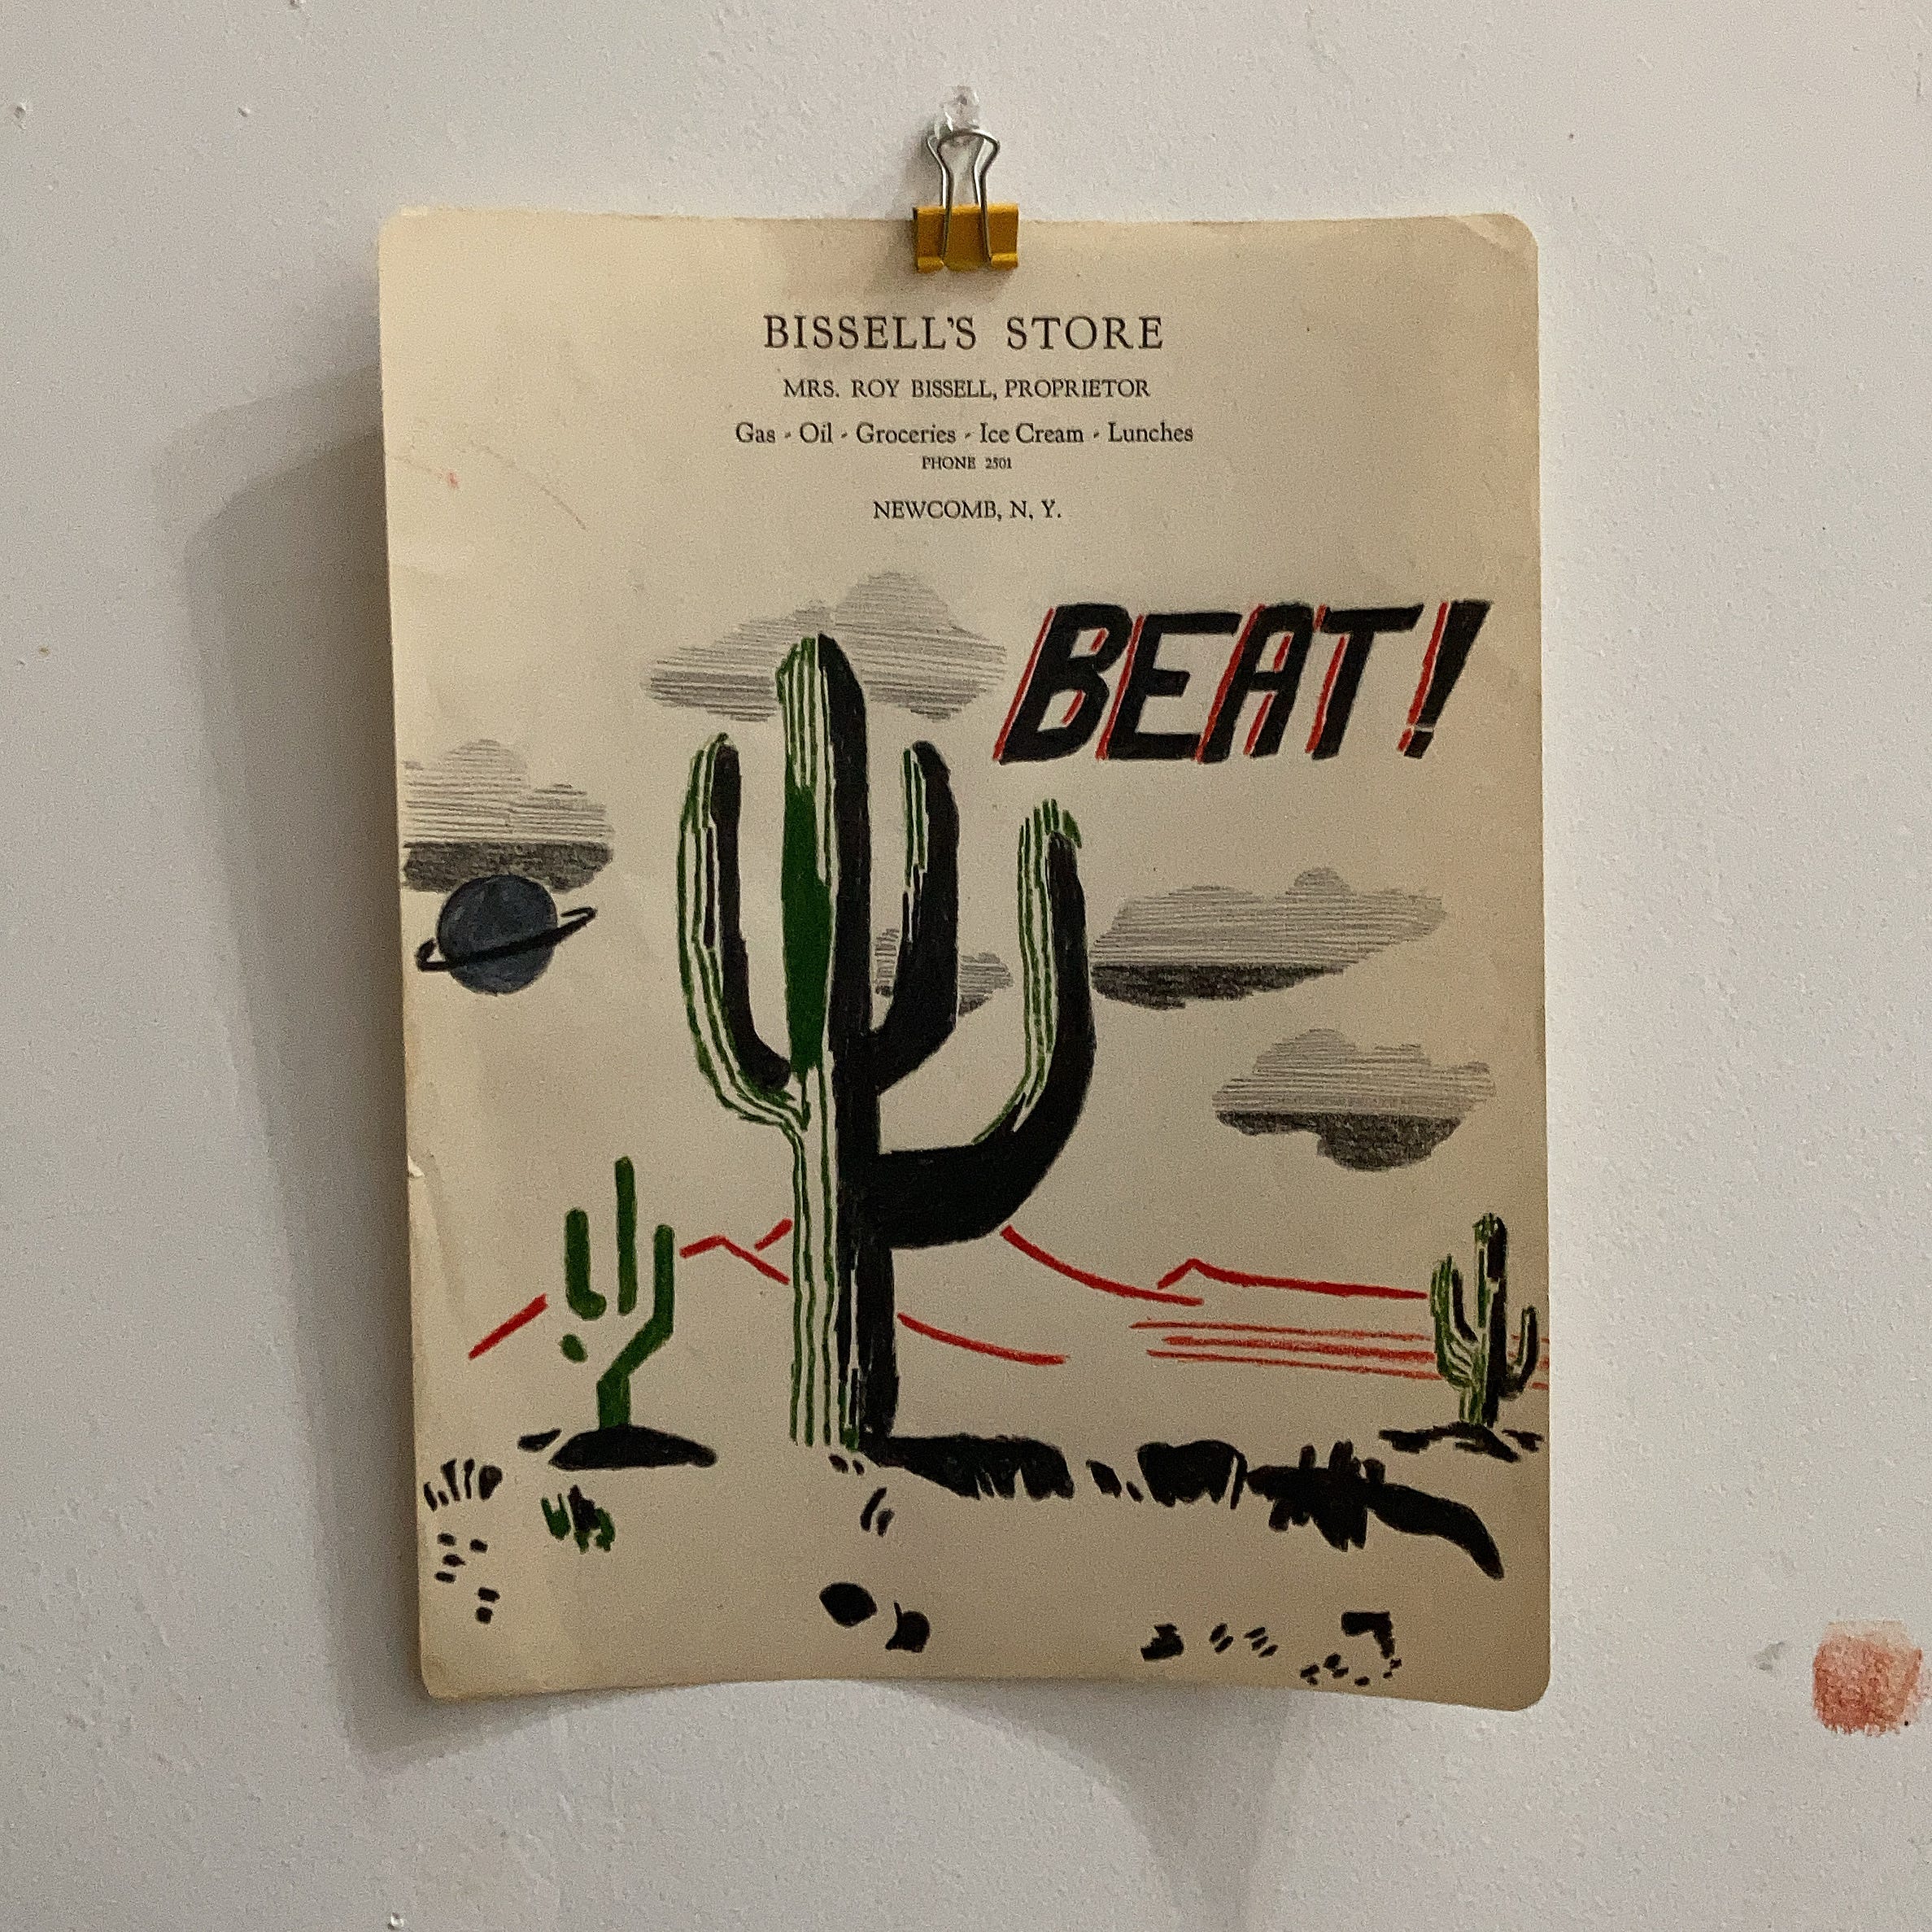 BISSELL'S STORE
MRS. ROY BISSELL, PROPRIETOR
Gas - Oil - Groceries - Ice Cream - Lunches
PHONE 2501
NEWCOMB, N. Y.
BEAT!